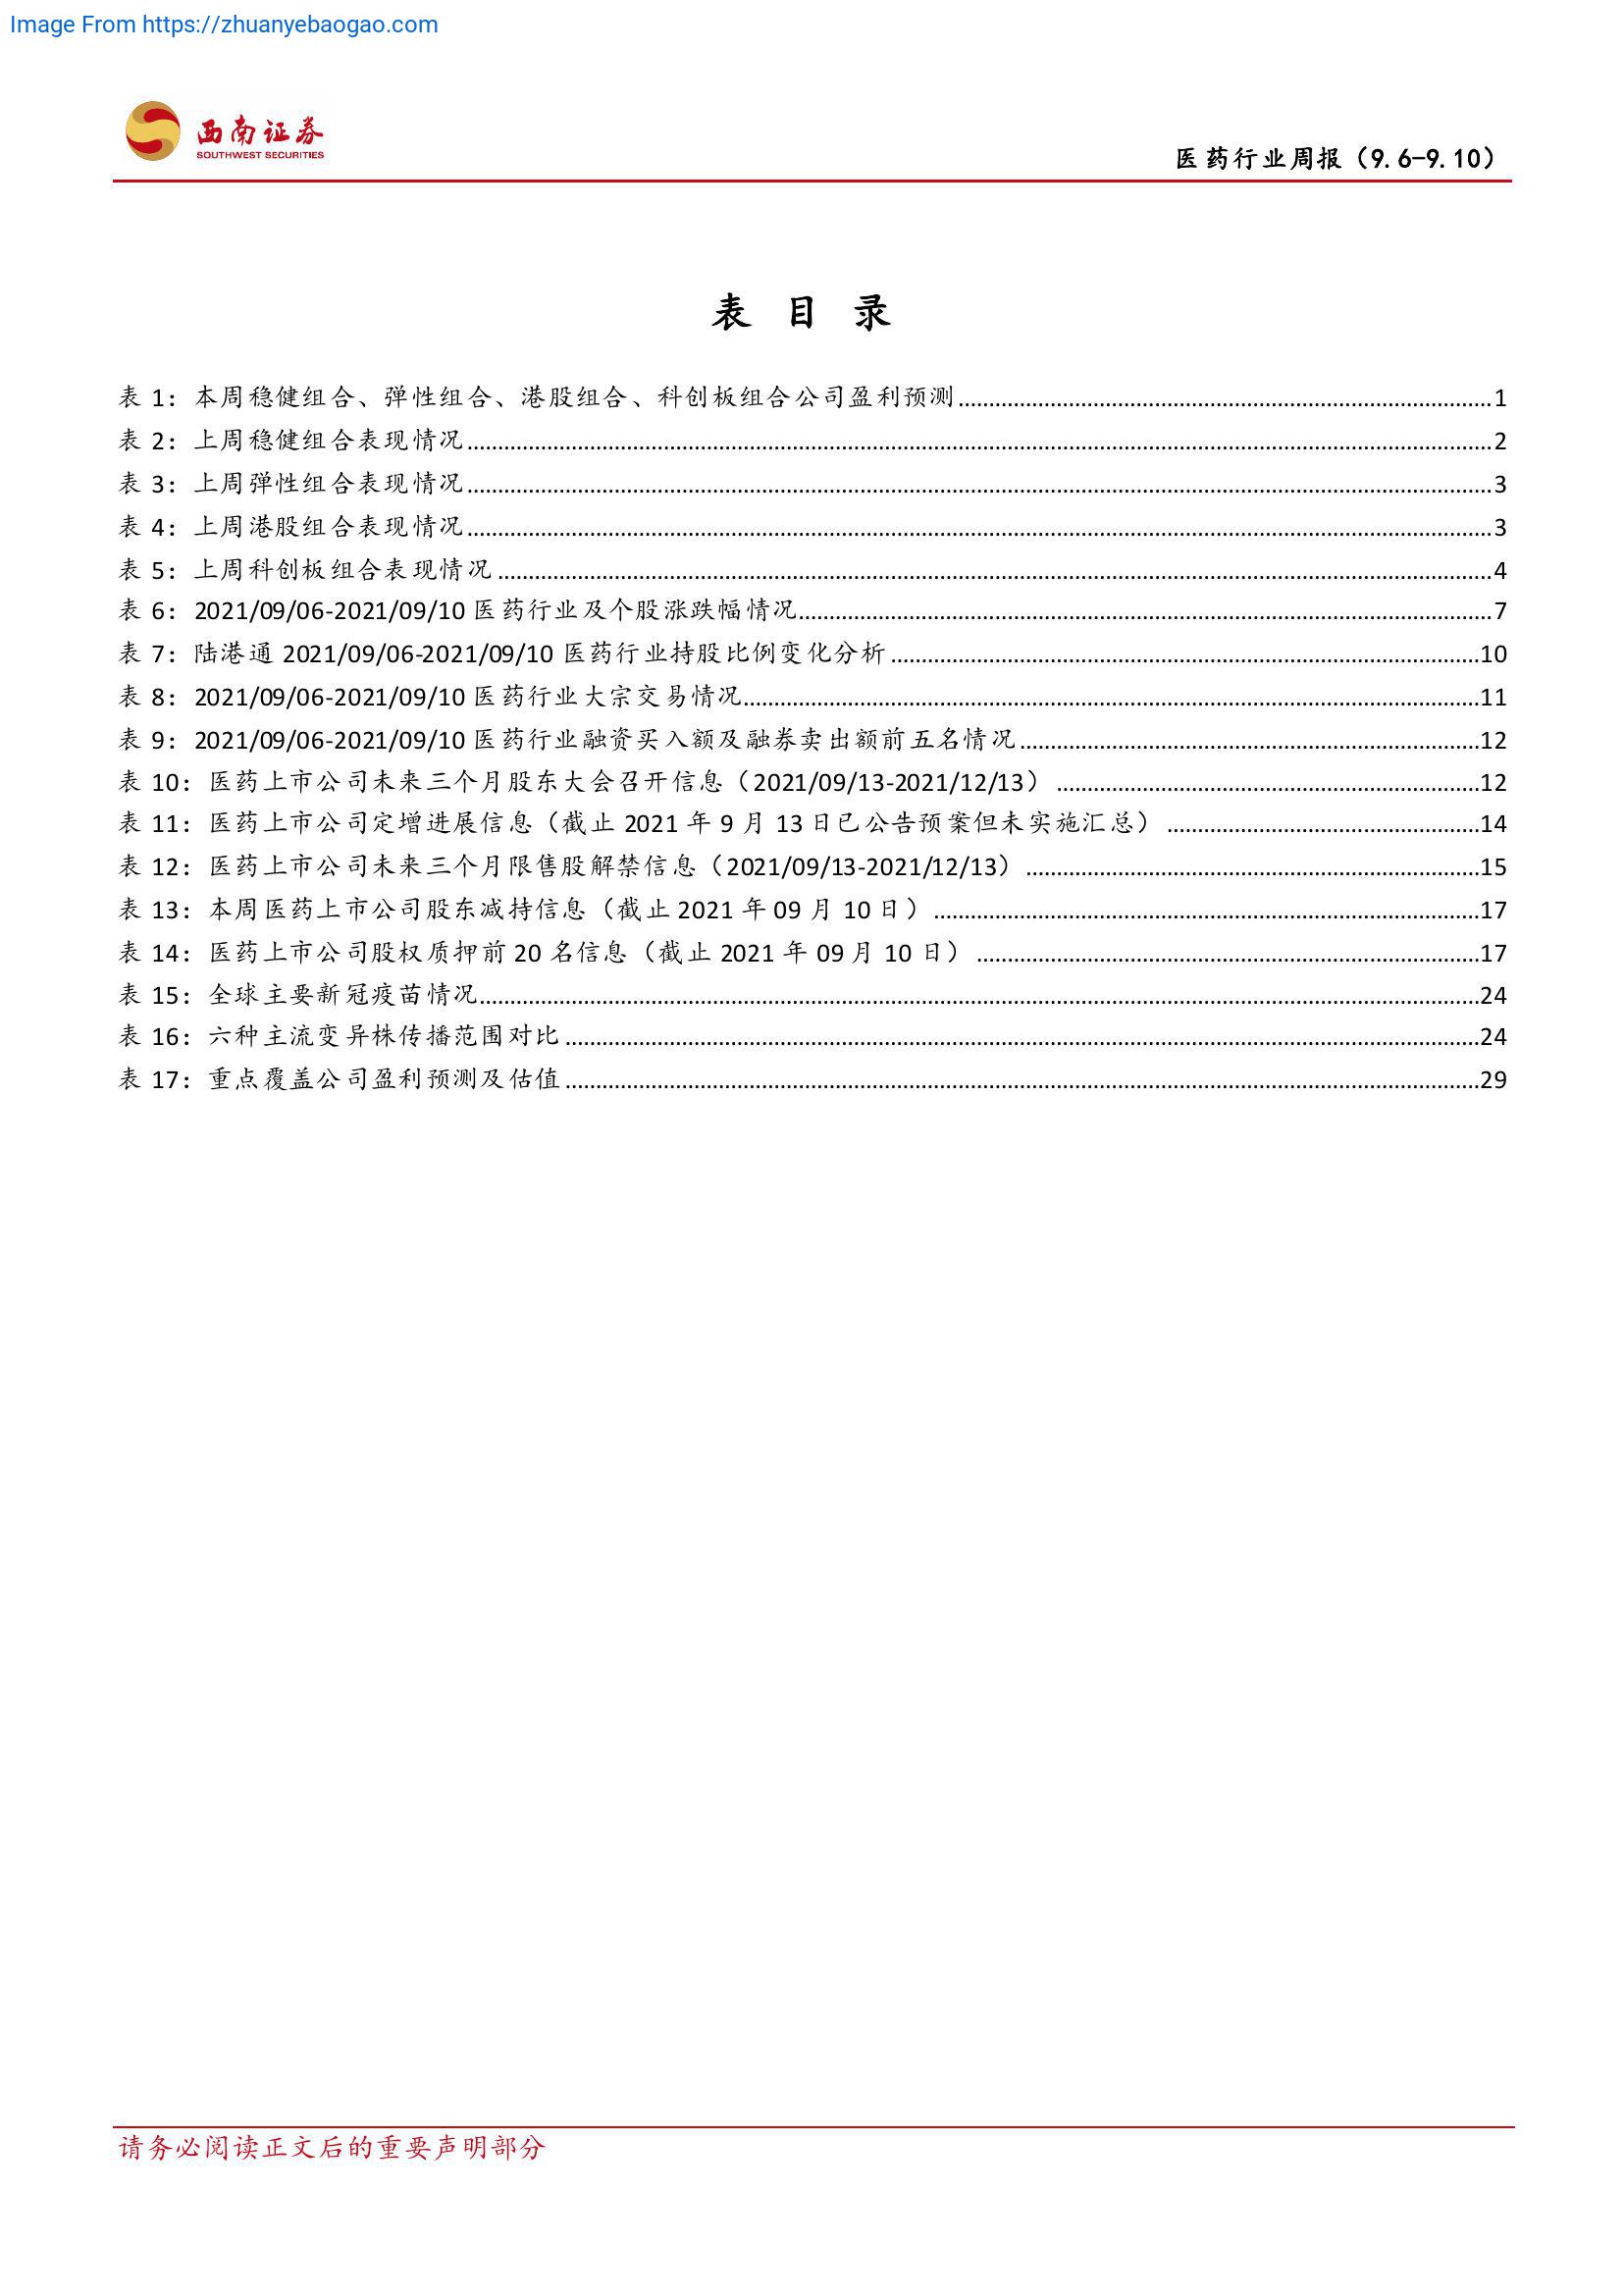 Image From https://zhuanyebaogao.com
西南证券
SOUTHWEST SECURITIES
医药行业周报（9.6-9.10）
表 目 录
表 1：本周稳健组合、弹性组合、港股组合、科创板组合公司盈利预测........1
表 2：上周稳健组合表现情况........2
表 3：上周弹性组合表现情况........3
表 4：上周港股组合表现情况........3
表 5：上周科创板组合表现情况........4
表 6：2021/09/06-2021/09/10 医药行业及个股涨跌幅情况........7
表 7：陆港通 2021/09/06-2021/09/10 医药行业持股比例变化分析........10
表 8：2021/09/06-2021/09/10 医药行业大宗交易情况........11
表 9：2021/09/06-2021/09/10 医药行业融资买入额及融券卖出额前五名情况........12
表 10：医药上市公司未来三个月股东大会召开信息（2021/09/13-2021/12/13）........12
表 11：医药上市公司定增进展信息（截止 2021 年 9 月 13 日已公告预案但未实施汇总）........14
表 12：医药上市公司未来三个月限售股解禁信息（2021/09/13-2021/12/13）........15
表 13：本周医药上市公司股东减持信息（截止 2021 年 09 月 10 日）........17
表 14：医药上市公司股权质押前 20 名信息（截止 2021 年 09 月 10 日）........17
表 15：全球主要新冠疫苗情况........24
表 16：六种主流变异株传播范围对比........24
表 17：重点覆盖公司盈利预测及估值........29
请务必阅读正文后的重要声明部分